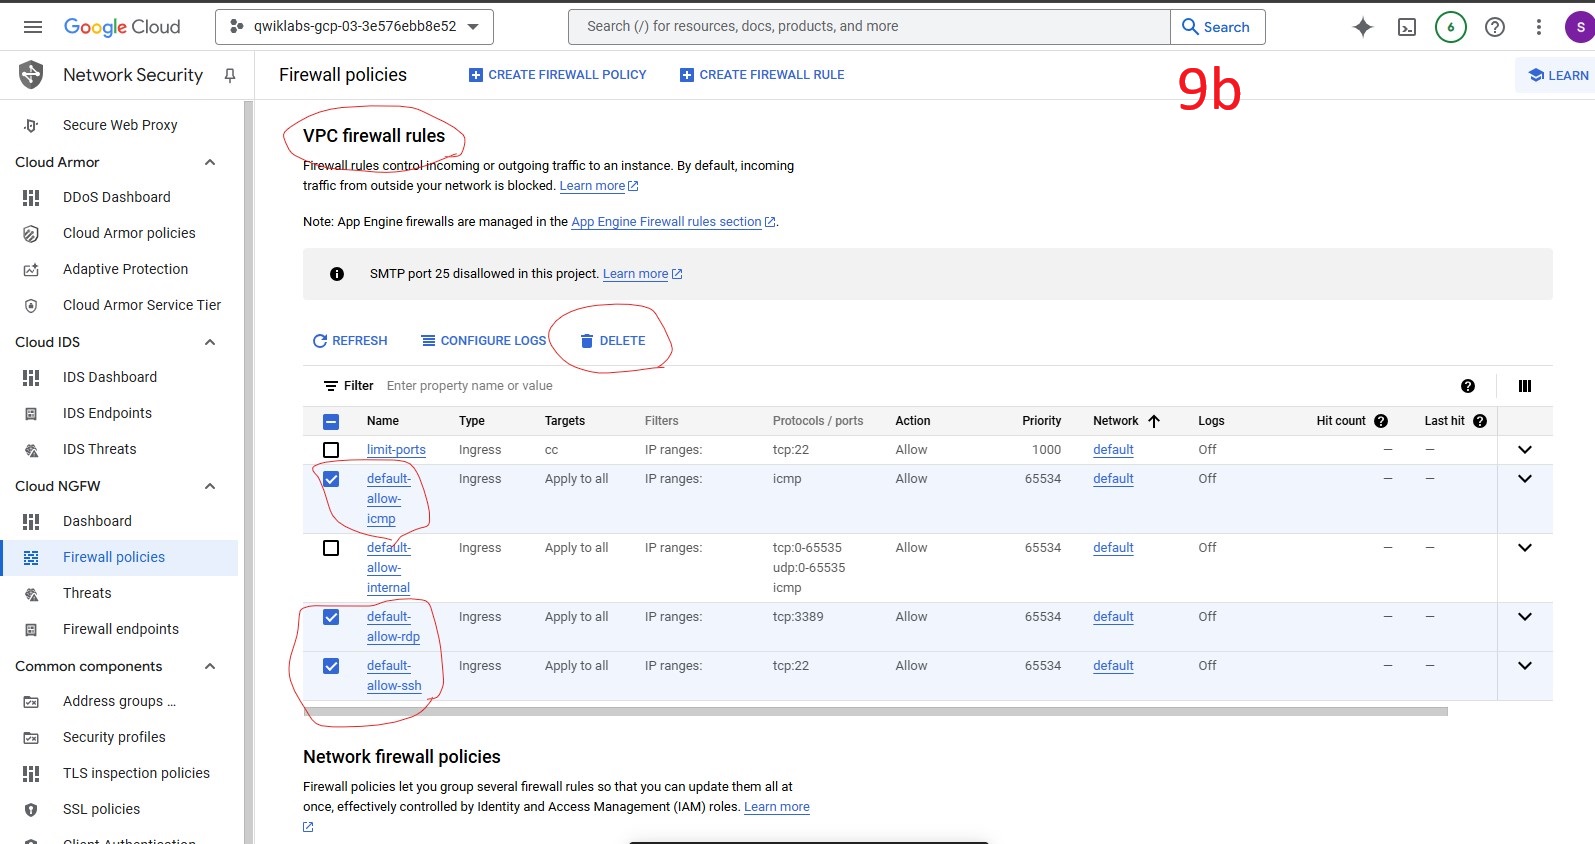 Google Cloud
qwiklabs-gcp-03-3e576ebb8e52
Search (/) for resources, docs, products, and more
Search
6
S
Network Security
Firewall policies
CREATE FIREWALL POLICY
CREATE FIREWALL RULE
9b
LEARN
Secure Web Proxy
Cloud Armor
DDoS Dashboard
Cloud Armor policies
Adaptive Protection
Cloud Armor Service Tier
Cloud IDS
IDS Dashboard
IDS Endpoints
IDS Threats
Cloud NGFW
Dashboard
Firewall policies
Threats
Firewall endpoints
Common components
Address groups ...
Security profiles
TLS inspection policies
SSL policies
Client Authentication
VPC firewall rules
Firewall rules control incoming or outgoing traffic to an instance. By default, incoming
traffic from outside your network is blocked. Learn more
Note: App Engine firewalls are managed in the App Engine Firewall rules section.
SMTP port 25 disallowed in this project. Learn more
REFRESH CONFIGURE LOGS DELETE
Filter Enter property name or value
Name Type Targets Filters Protocols / ports Action Priority Network Logs Hit count Last hit
limit-ports Ingress cc IP ranges: tcp:22 Allow 1000 default Off — —
default- Ingress Apply to all IP ranges: icmp Allow 65534 default Off — —
allow-
icmp
default- Ingress Apply to all IP ranges: tcp:0-65535 Allow 65534 default Off — —
allow- udp:0-65535
internal icmp
default- Ingress Apply to all IP ranges: tcp:3389 Allow 65534 default Off — —
allow-rdp
default- Ingress Apply to all IP ranges: tcp:22 Allow 65534 default Off — —
allow-ssh
Network firewall policies
Firewall policies let you group several firewall rules so that you can update them all at
once, effectively controlled by Identity and Access Management (IAM) roles. Learn more